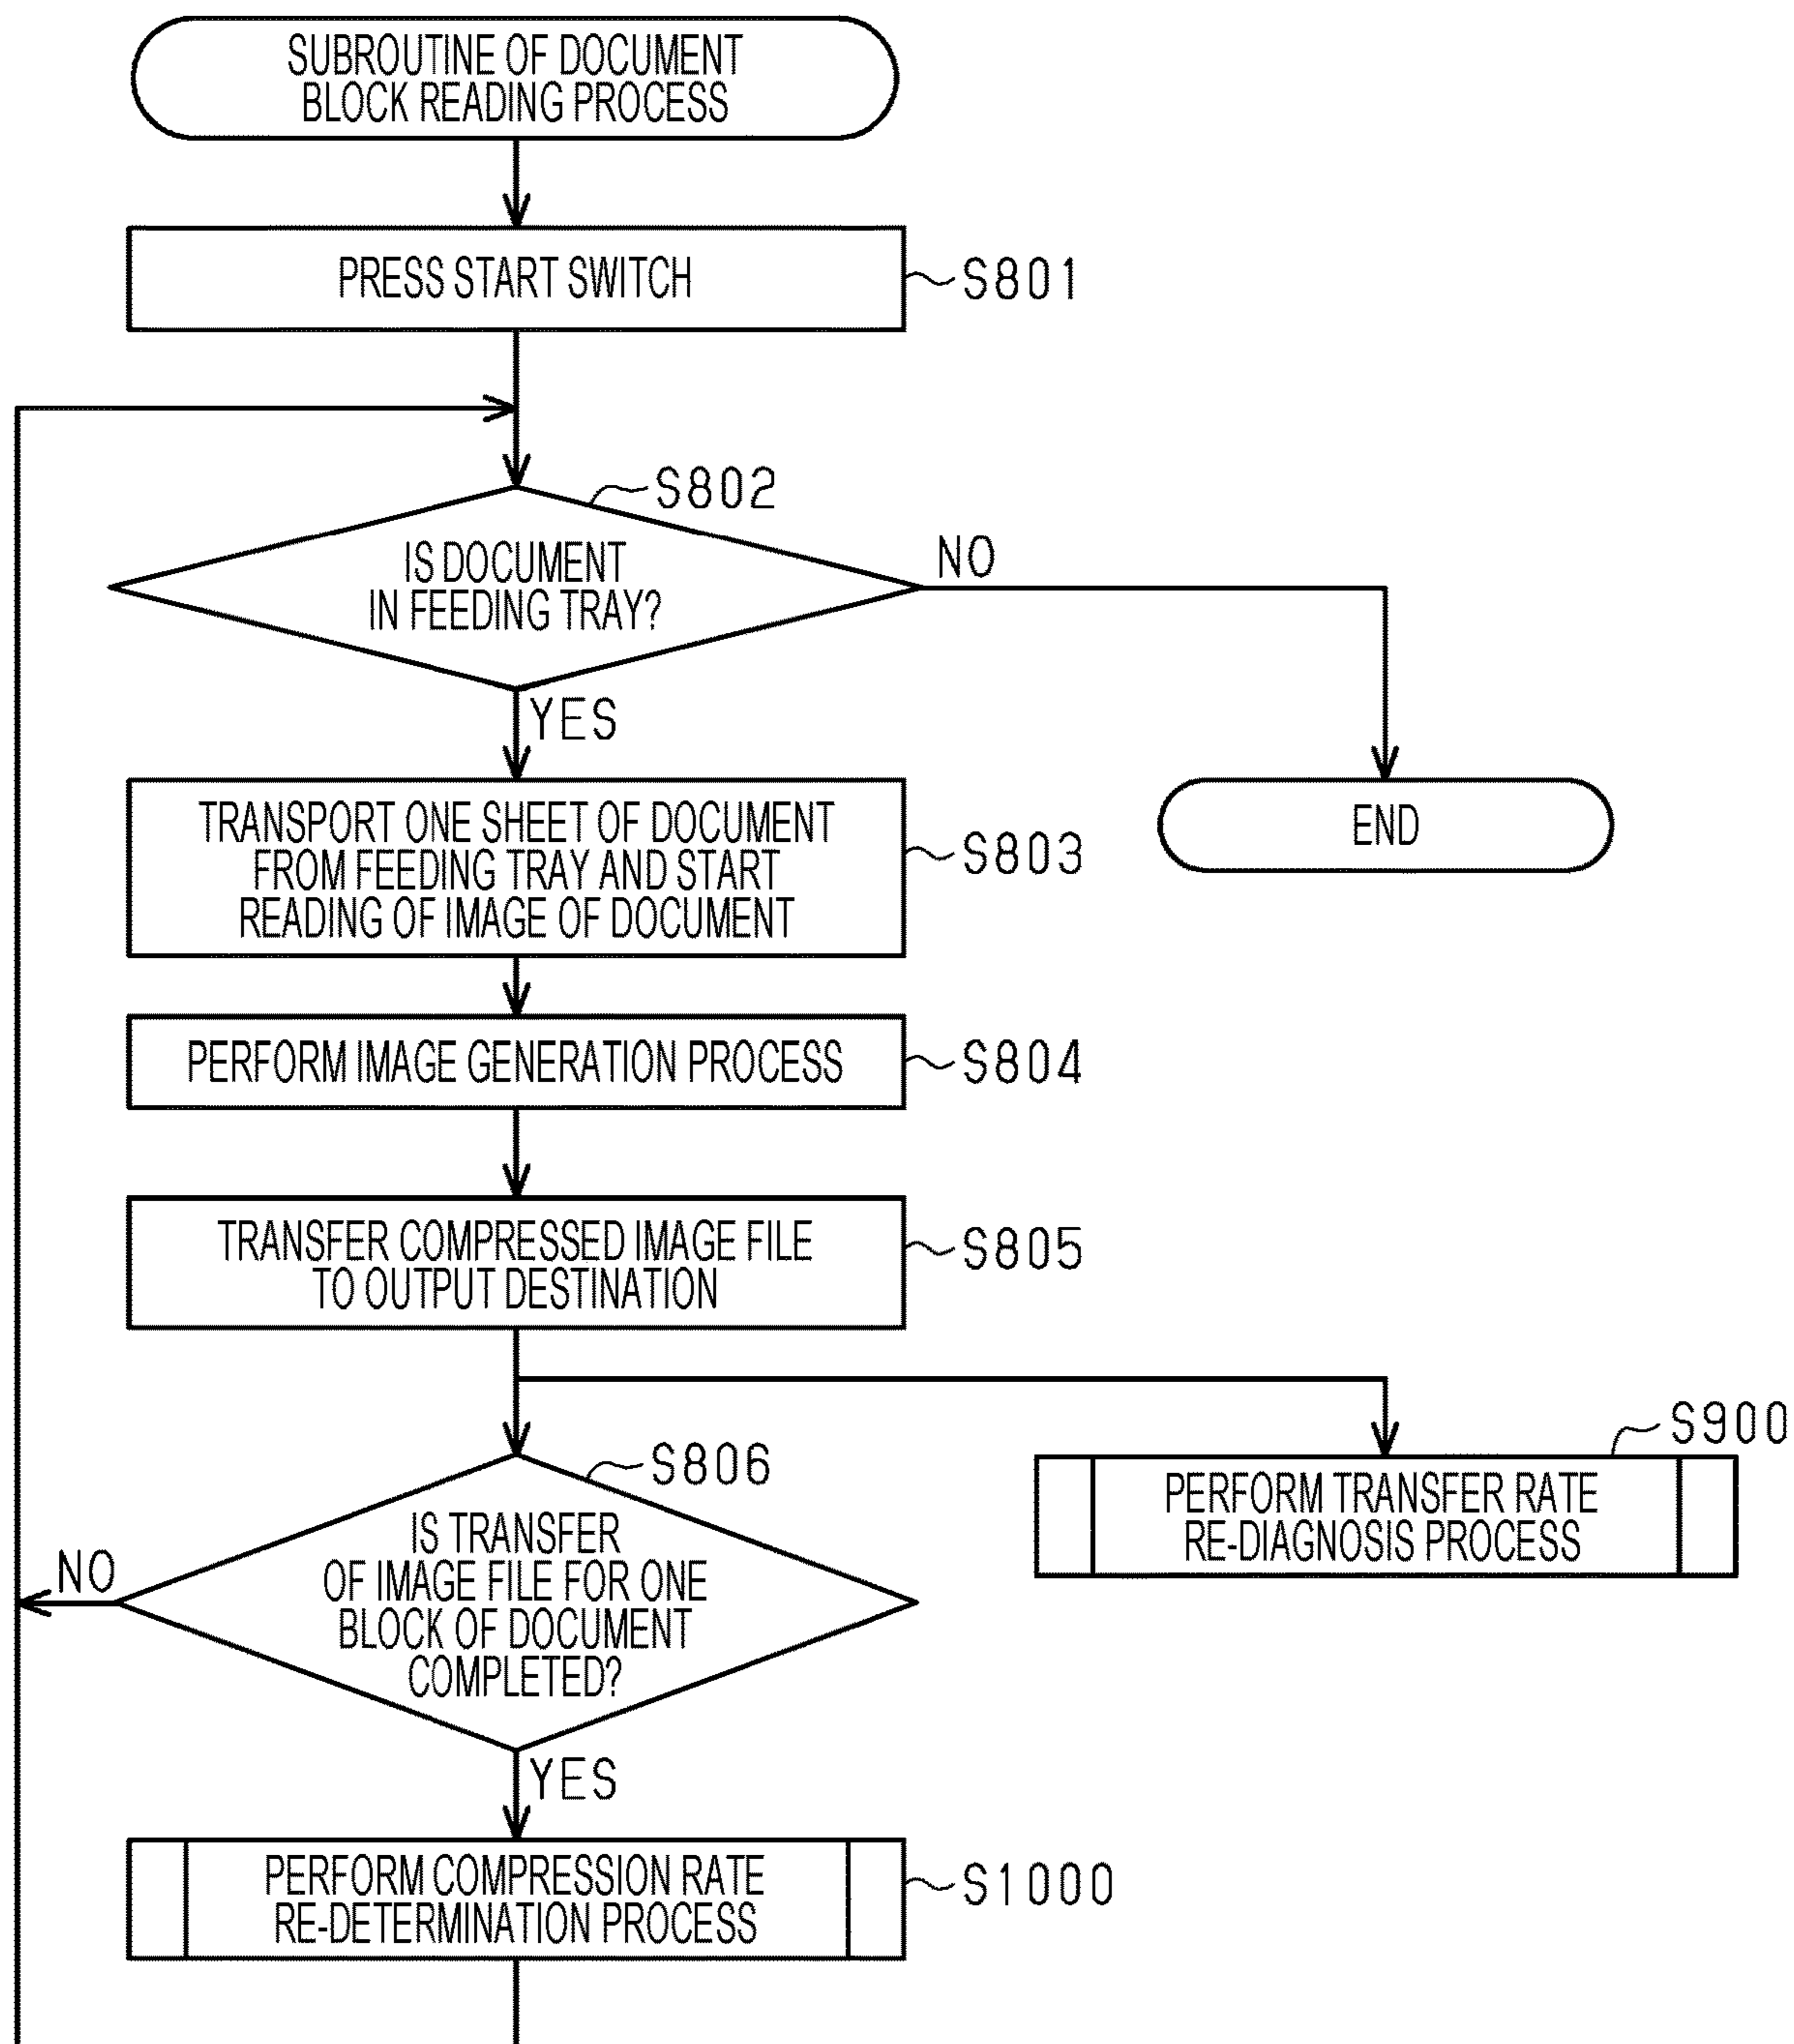 SUBROUTINE OF DOCUMENT
BLOCK READING PROCESS
PRESS START SWITCH
S801
S802
IS DOCUMENT
IN FEEDING TRAY?
NO
YES
TRANSPORT ONE SHEET OF DOCUMENT
FROM FEEDING TRAY AND START
READING OF IMAGE OF DOCUMENT
S803
END
PERFORM IMAGE GENERATION PROCESS
S804
TRANSFER COMPRESSED IMAGE FILE
TO OUTPUT DESTINATION
S805
S806
IS TRANSFER
OF IMAGE FILE FOR ONE
BLOCK OF DOCUMENT
COMPLETED?
NO
S900
PERFORM TRANSFER RATE
RE-DIAGNOSIS PROCESS
YES
PERFORM COMPRESSION RATE
RE-DETERMINATION PROCESS
S1000